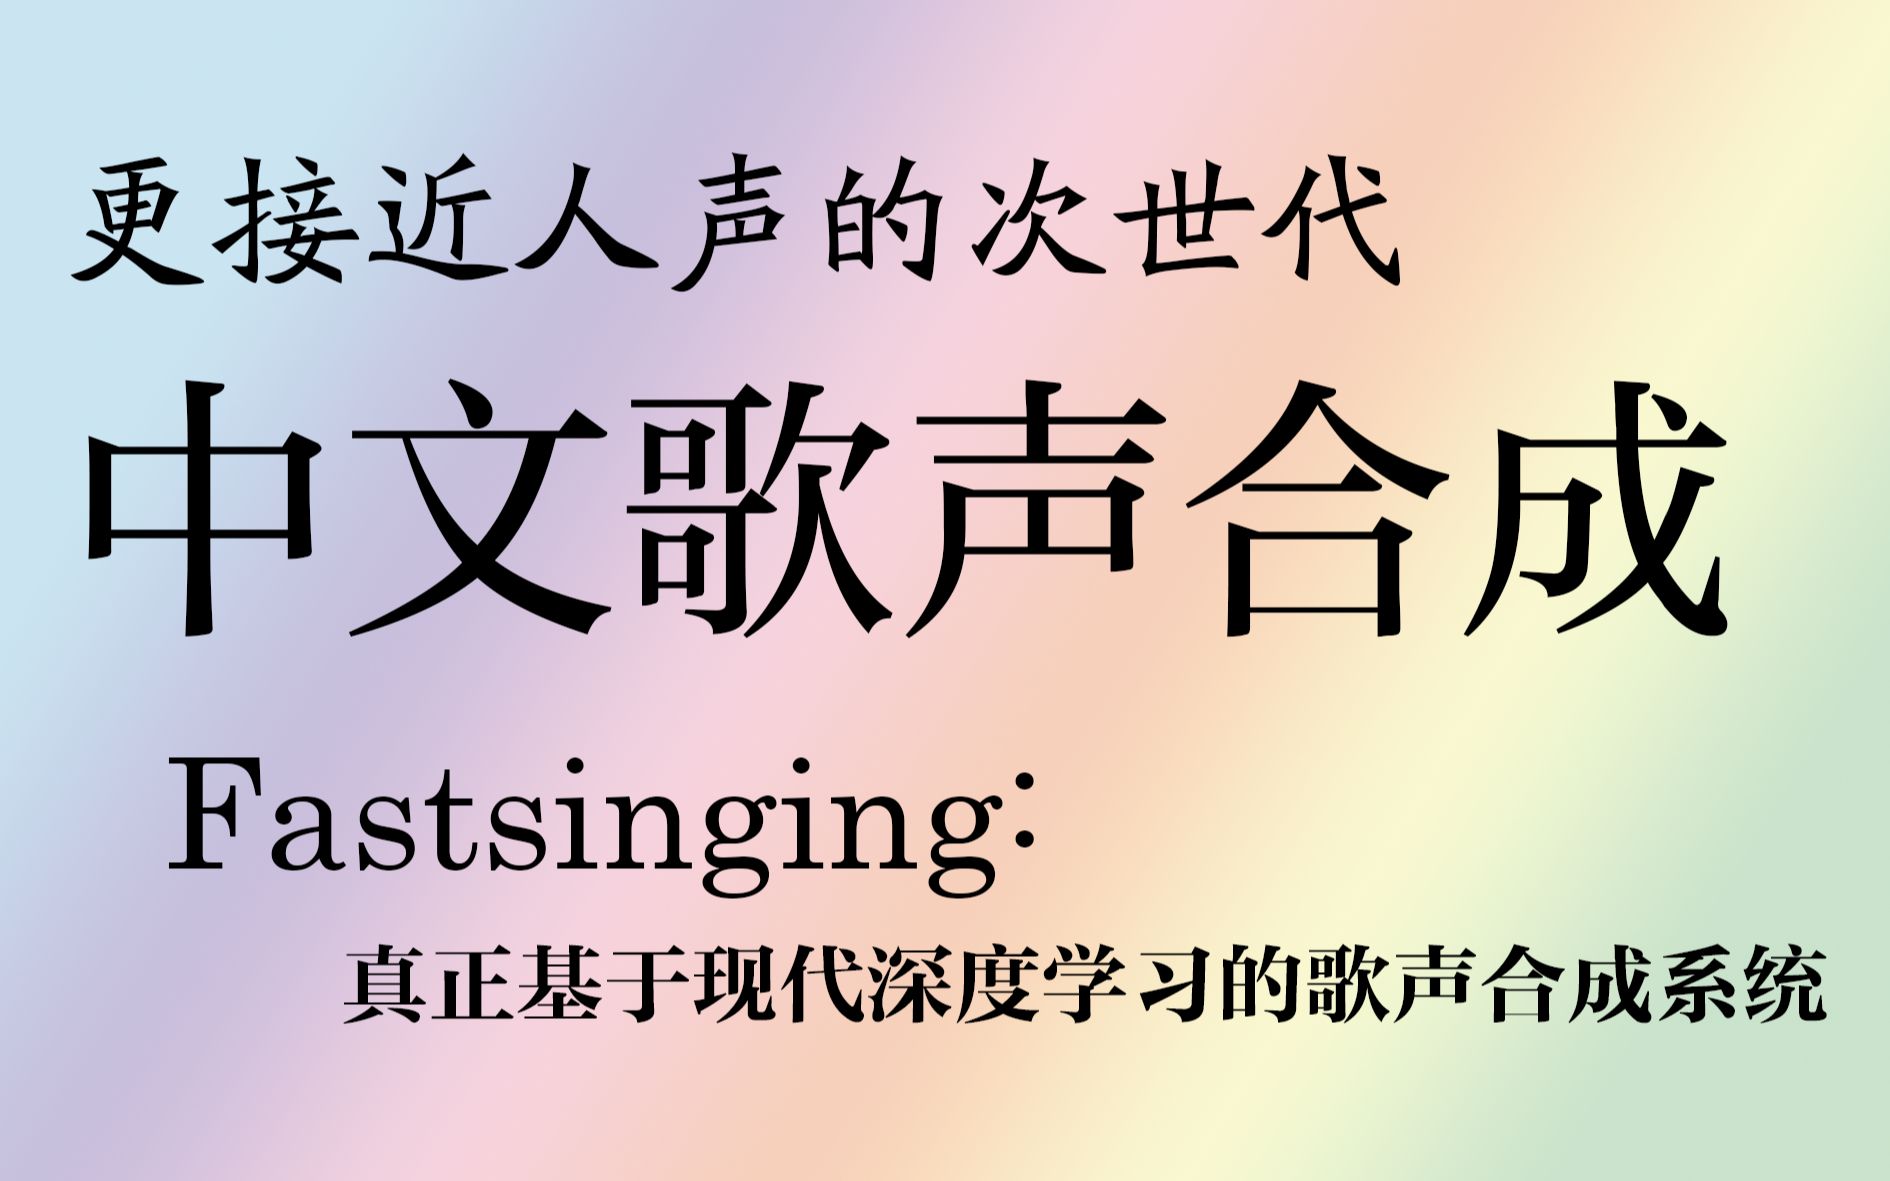 更接近人声的次世代
中文歌声合成
Fastsinging:
真正基于现代深度学习的歌声合成系统